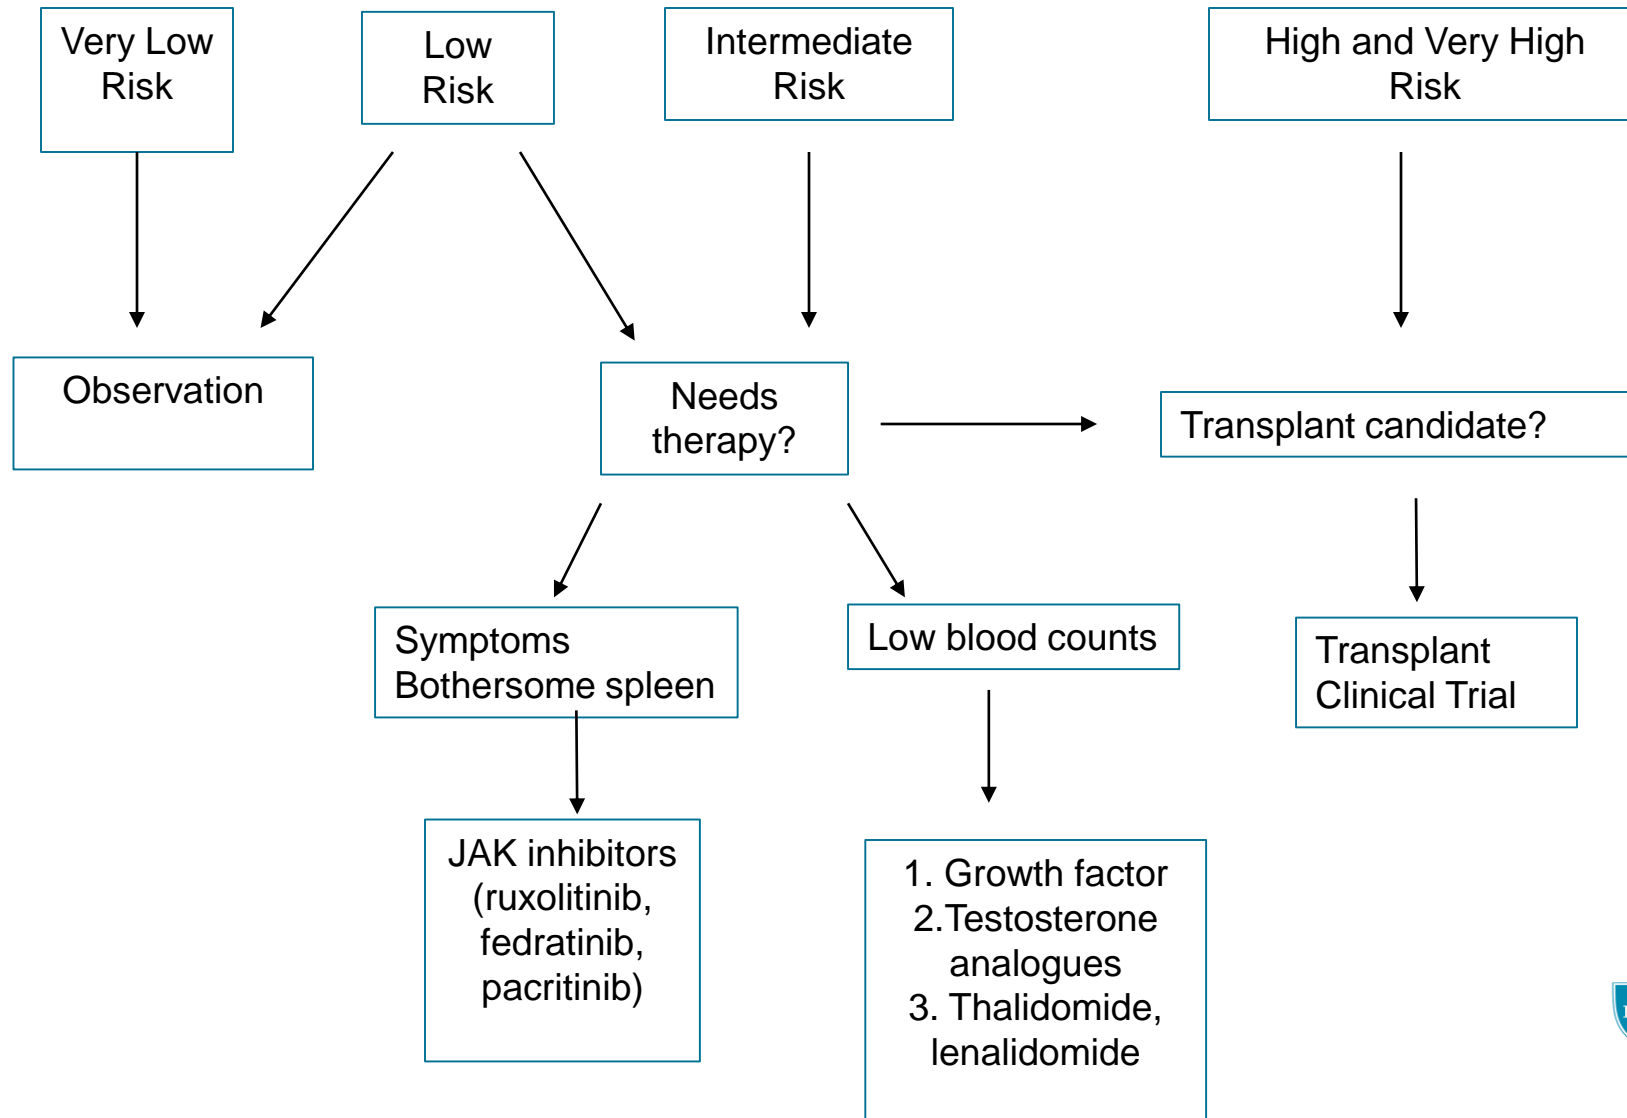 Very Low
Risk
Low
Risk
Intermediate
Risk
High and Very High
Risk
Observation
Needs
therapy?
Transplant candidate?
Symptoms
Bothersome spleen
Low blood counts
Transplant
Clinical Trial
JAK inhibitors
(ruxolitinib,
fedratinib,
pacritinib)
1. Growth factor
2.Testosterone
analogues
3. Thalidomide,
lenalidomide